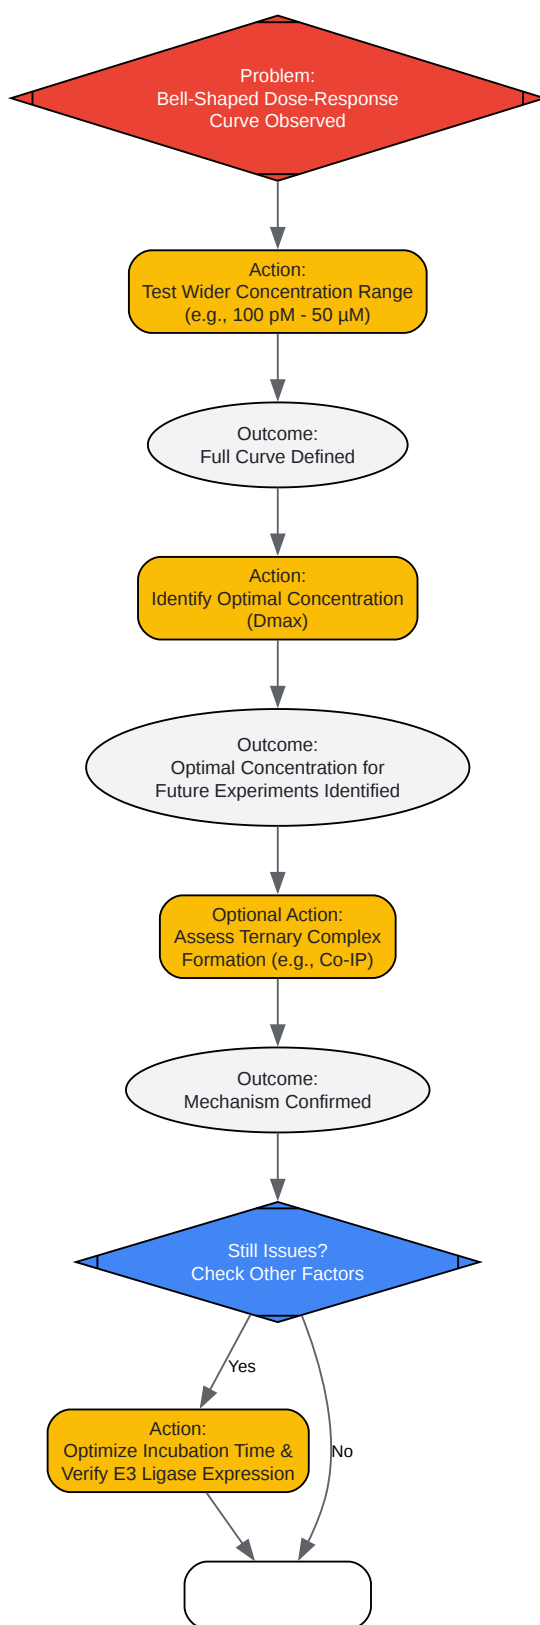 Problem:
Bell-Shaped Dose-Response
Curve Observed
Action:
Test Wider Concentration Range
(e.g., 100 pM - 50 µM)
Outcome:
Full Curve Defined
Action:
Identify Optimal Concentration
(Dmax)
Outcome:
Optimal Concentration for
Future Experiments Identified
Optional Action:
Assess Ternary Complex
Formation (e.g., Co-IP)
Outcome:
Mechanism Confirmed
Still Issues?
Check Other Factors
Yes
No
Action:
Optimize Incubation Time &
Verify E3 Ligase Expression